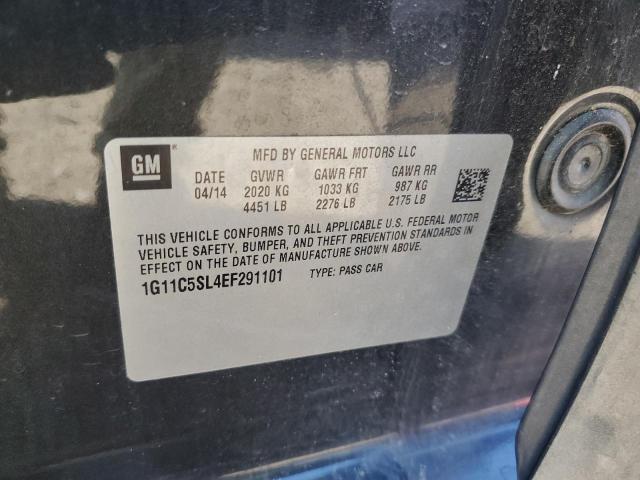 GM
MFD BY GENERAL MOTORS LLC
DATE GVWR GAWR FRT GAWR RR
04/14 2020 KG 1033 KG 987 KG
4451 LB 2276 LB 2175 LB
THIS VEHICLE CONFORMS TO ALL APPLICABLE U.S. FEDERAL MOTOR
VEHICLE SAFETY, BUMPER, AND THEFT PREVENTION STANDARDS IN
EFFECT ON THE DATE OF MANUFACTURE SHOWN ABOVE.
1G11C5SL4EF291101 TYPE: PASS CAR